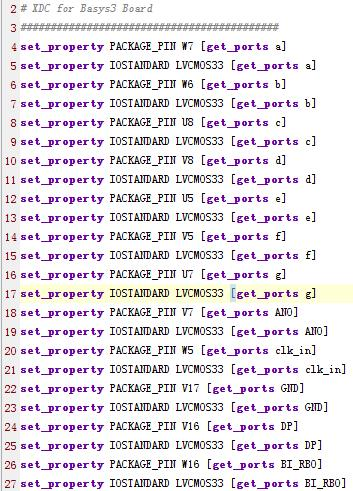 2 # XDC for Basys3 Board
3 ###########################################
4 set_property PACKAGE_PIN W7 [get_ports a]
5 set_property IOSTANDARD LVCMOS33 [get_ports a]
6 set_property PACKAGE_PIN W6 [get_ports b]
7 set_property IOSTANDARD LVCMOS33 [get_ports b]
8 set_property PACKAGE_PIN U8 [get_ports c]
9 set_property IOSTANDARD LVCMOS33 [get_ports c]
10 set_property PACKAGE_PIN V8 [get_ports d]
11 set_property IOSTANDARD LVCMOS33 [get_ports d]
12 set_property PACKAGE_PIN U5 [get_ports e]
13 set_property IOSTANDARD LVCMOS33 [get_ports e]
14 set_property PACKAGE_PIN V5 [get_ports f]
15 set_property IOSTANDARD LVCMOS33 [get_ports f]
16 set_property PACKAGE_PIN U7 [get_ports g]
17 set_property IOSTANDARD LVCMOS33 [get_ports g]
18 set_property PACKAGE_PIN V7 [get_ports AN0]
19 set_property IOSTANDARD LVCMOS33 [get_ports AN0]
20 set_property PACKAGE_PIN W5 [get_ports clk_in]
21 set_property IOSTANDARD LVCMOS33 [get_ports clk_in]
22 set_property PACKAGE_PIN V17 [get_ports GND]
23 set_property IOSTANDARD LVCMOS33 [get_ports GND]
24 set_property PACKAGE_PIN V16 [get_ports DP]
25 set_property IOSTANDARD LVCMOS33 [get_ports DP]
26 set_property PACKAGE_PIN W16 [get_ports BI_RBO]
27 set_property IOSTANDARD LVCMOS33 [get_ports BI_RBO]